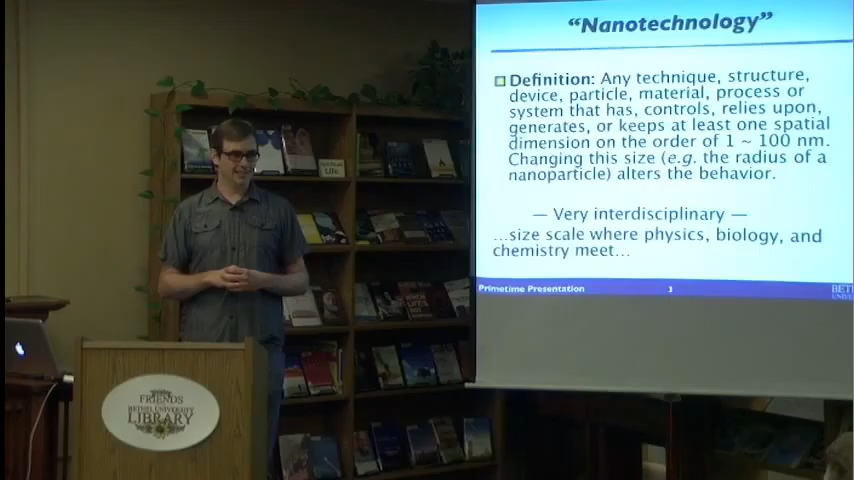 “Nanotechnology”
Definition: Any technique, structure,
device, particle, material, process or
system that has, controls, relies upon,
generates, or keeps at least one spatial
dimension on the order of 1 ~ 100 nm.
Changing this size (e.g. the radius of a
nanoparticle) alters the behavior.
— Very interdisciplinary —
...size scale where physics, biology, and
chemistry meet...
Primetime Presentation
3
Life
FRIENDS
BETHEL UNIVERSITY
LIBRARY